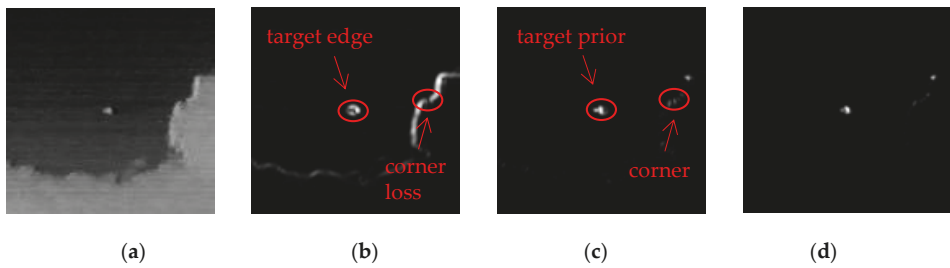 target edge
corner
loss
target prior
corner
(a)
(b)
(c)
(d)